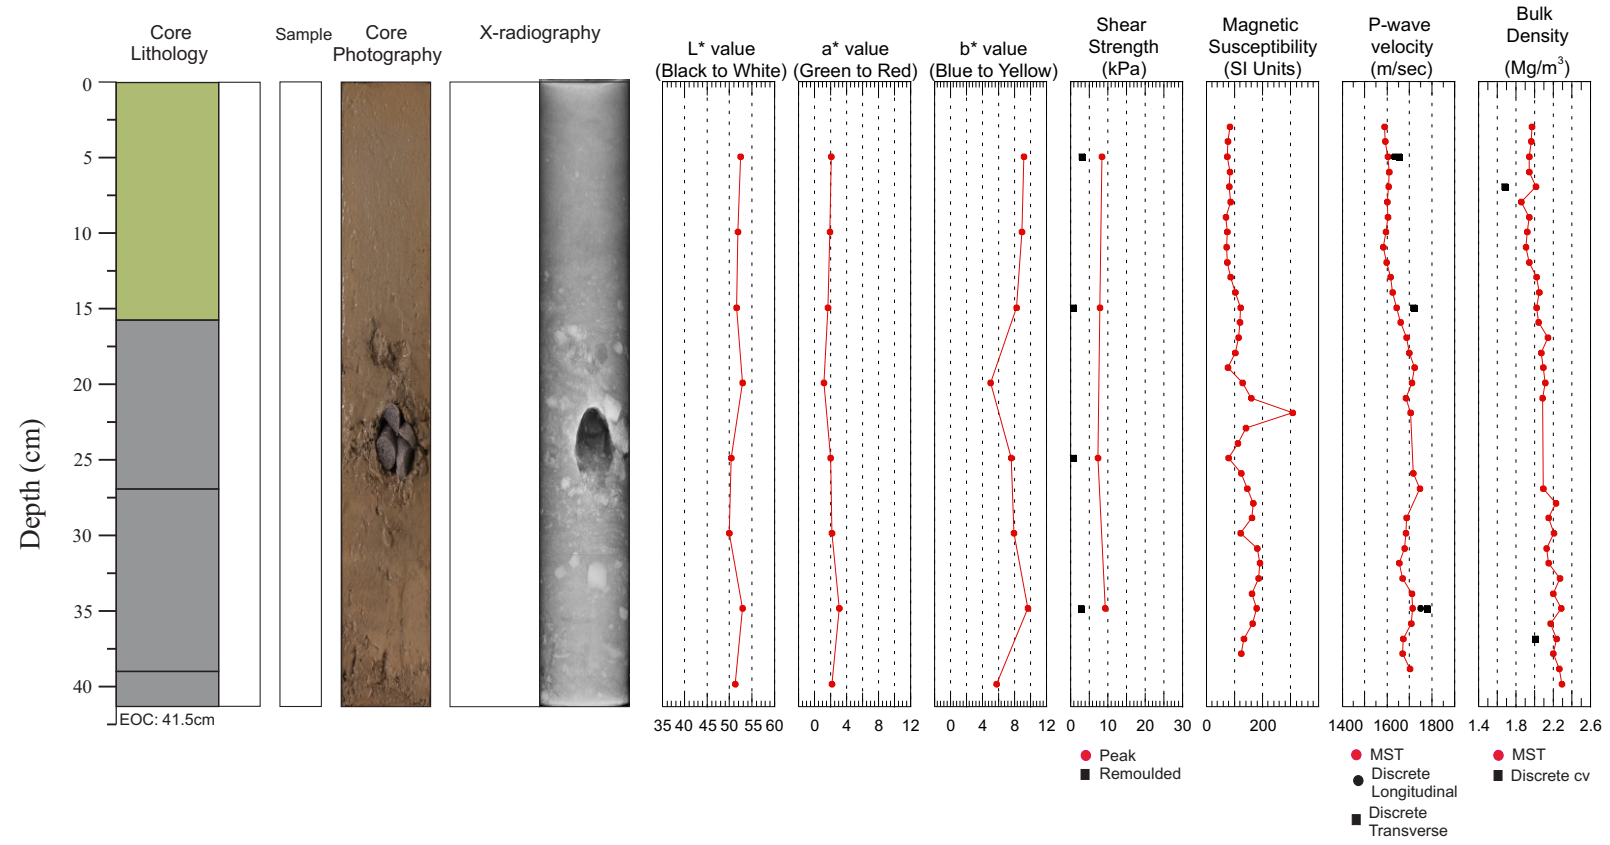 Core
Lithology
Sample
Core
Photography
X-radiography
L* value
(Black to White)
a* value
(Green to Red)
b* value
(Blue to Yellow)
Shear
Strength
(kPa)
Magnetic
Susceptibility
(SI Units)
P-wave
velocity
(m/sec)
Bulk
Density
(Mg/m³)
Depth (cm)
0
5
10
15
20
25
30
35
40
EOC: 41.5cm
35 40 45 50 55 60
0 4 8 12
0 4 8 12
0 10 20 30
0 200
1400 1600 1800
1.4 1.8 2.2 2.6
Peak
Remoulded
MST
Discrete
Longitudinal
Discrete
Transverse
MST
Discrete cv